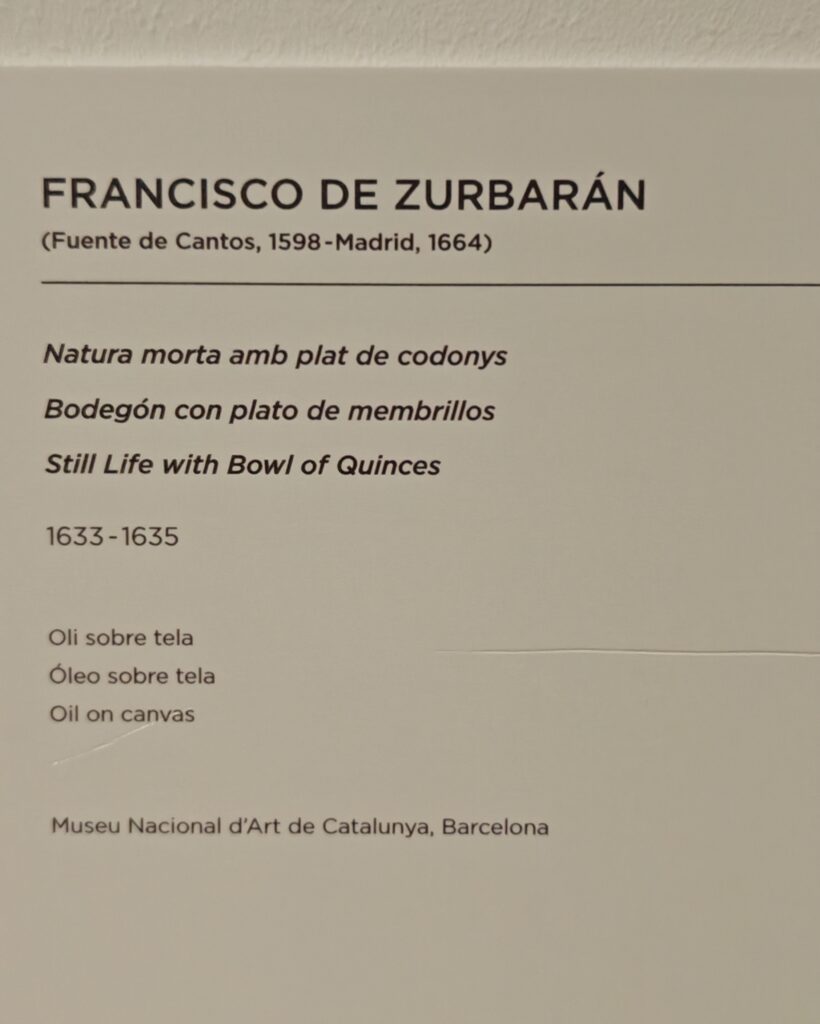 FRANCISCO DE ZURBARÁN
(Fuente de Cantos, 1598-Madrid, 1664)
Natura morta amb plat de codonys
Bodegón con plato de membrillos
Still Life with Bowl of Quinces
1633-1635
Oli sobre tela
Óleo sobre tela
Oil on canvas
Museu Nacional d'Art de Catalunya, Barcelona